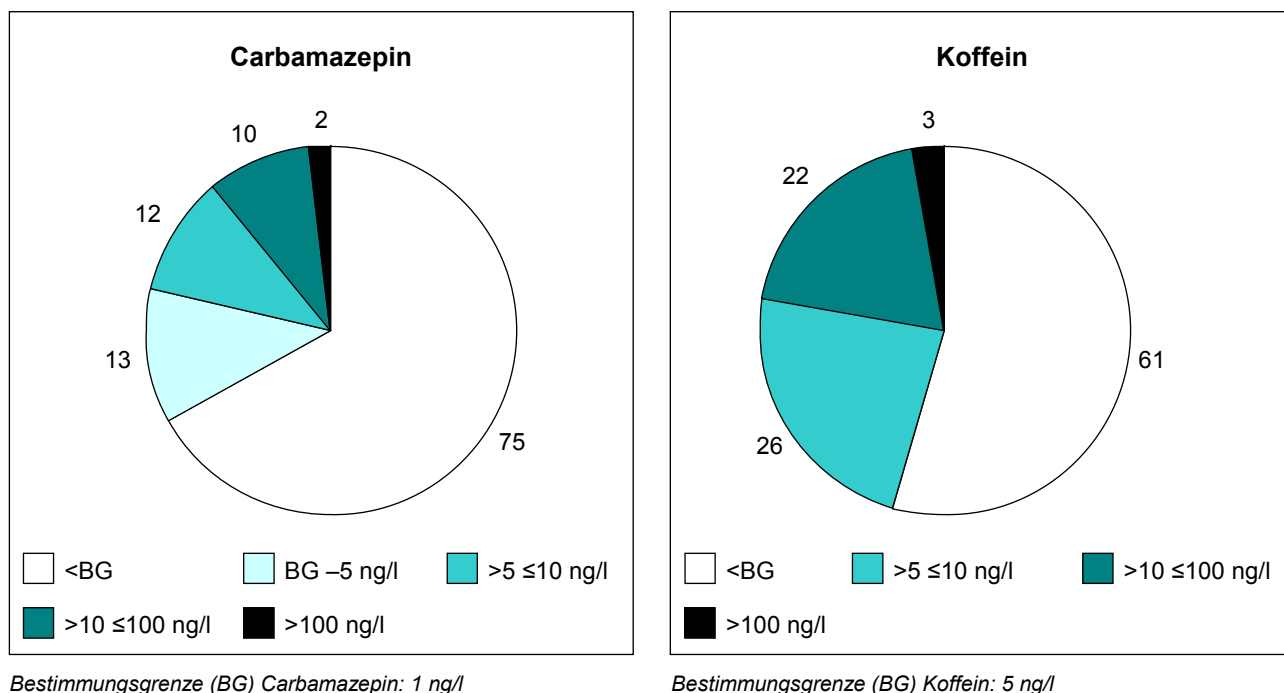 Carbamazepin
2
10
12
13
75
<BG
BG –5 ng/l
>5 ≤10 ng/l
>10 ≤100 ng/l
>100 ng/l
Bestimmungsgrenze (BG) Carbamazepin: 1 ng/l
Koffein
3
22
61
26
<BG
>5 ≤10 ng/l
>10 ≤100 ng/l
>100 ng/l
Bestimmungsgrenze (BG) Koffein: 5 ng/l